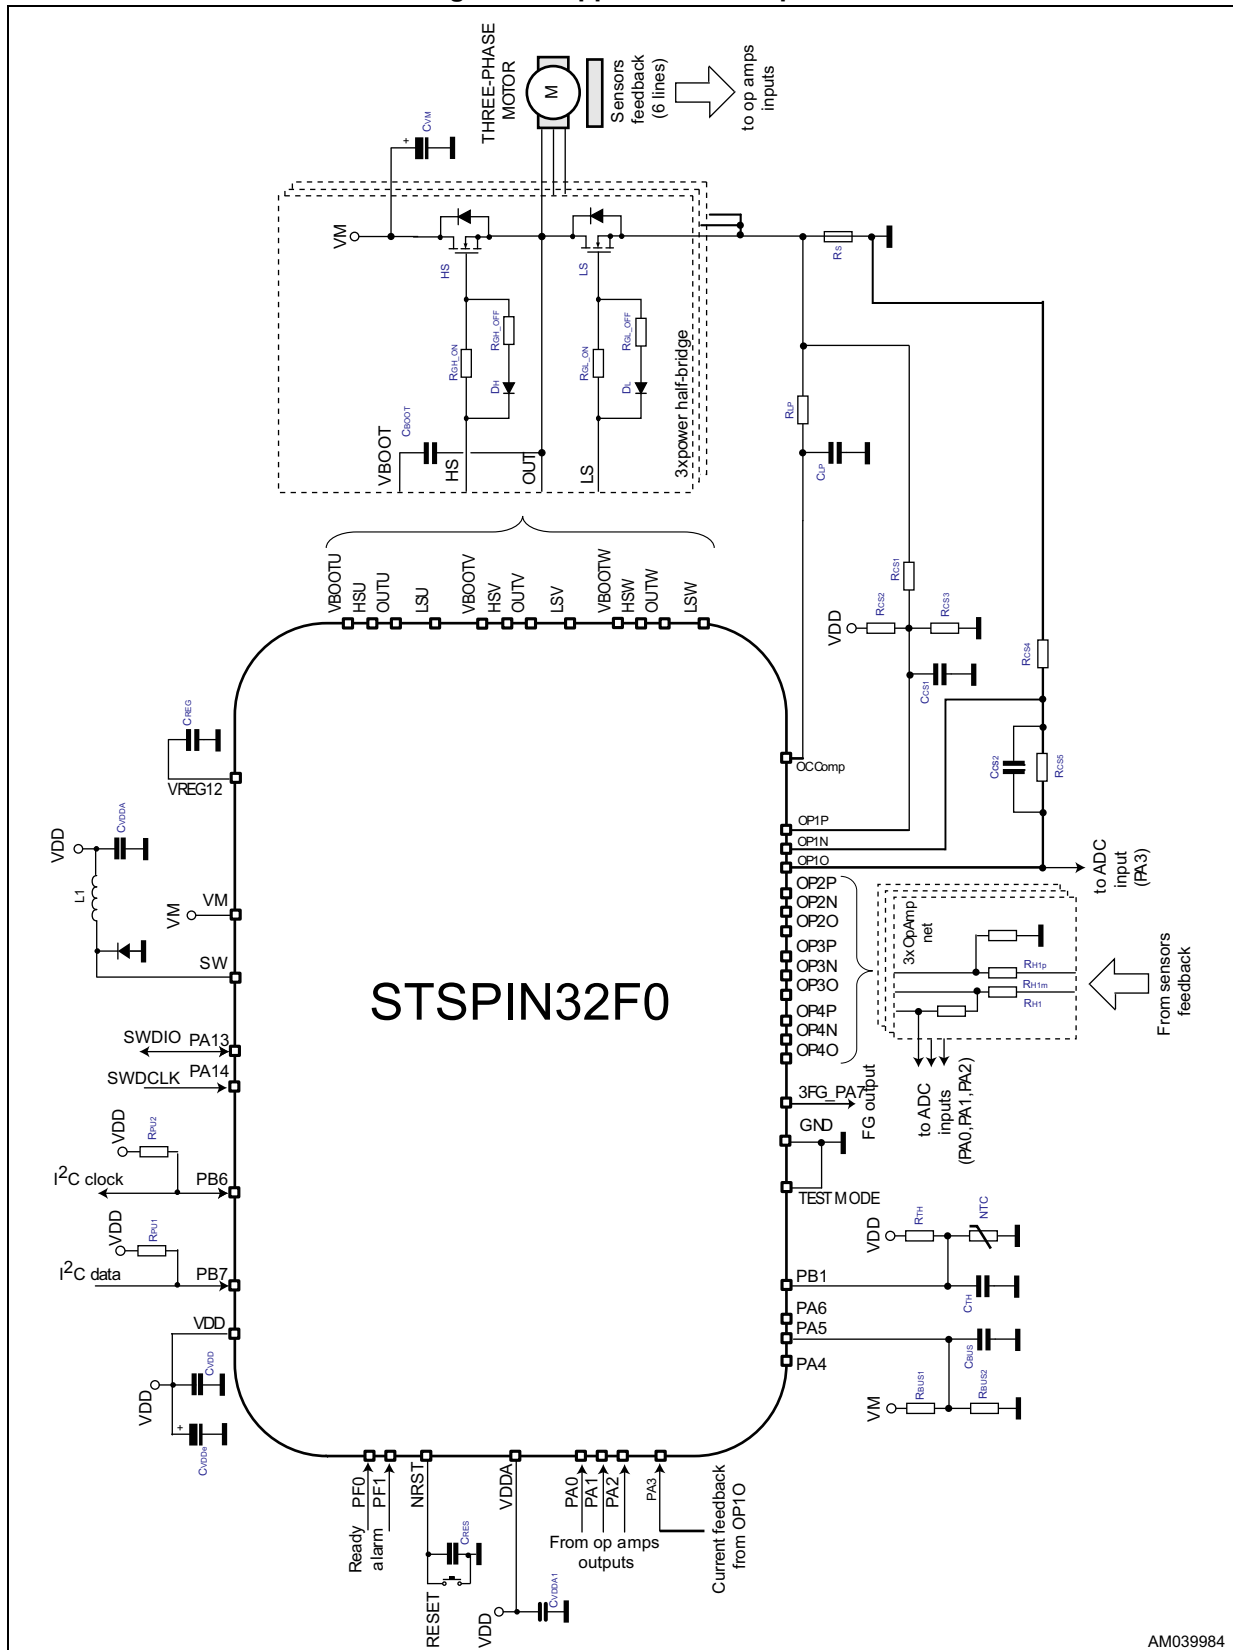 THREE-PHASE
MOTOR
M
Sensors
feedback
(6 lines)
to op amps
inputs
CVM
+
VM
HS
LS
RS
RGH_ON
RGH_OFF
DH
RGL_ON
RGL_OFF
DL
CBOOT
VBOOT
HS
OUT
LS
3xpower half-bridge
RLP
CLP
VBOOTU
HSU
OUTU
LSU
VBOOTV
HSV
OUTV
LSV
VBOOTW
HSW
OUTW
LSW
RCS1
RCS2
VDD
RCS3
CCS1
RCS4
CCS2
RCS5
CREG
VREG12
VDD
CVDDA
L1
VM
VM
SW
STSPIN32F0
SWDIO
PA13
SWDCLK
PA14
VDD
RPU2
I2C clock
PB6
VDD
RPU1
I2C data
PB7
VDD
VDD
CVDD
+
CVDDe
OCComp
OP1P
OP1N
OP1O
to ADC
input
(PA3)
OP2P
OP2N
OP2O
OP3P
OP3N
OP3O
OP4P
OP4N
OP4O
3xOpAmp
net
RH1p
RH1m
RH1
From sensors
feedback
to ADC
inputs
(PA0,PA1,PA2)
3FG_PA7
FG output
GND
TESTMODE
VDD
RTH
NTC
CTH
PB1
PA6
PA5
PA4
CBUS
VM
RBUS1
RBUS2
PF0
PF1
NRST
VDDA
PA0
PA1
PA2
PA3
Ready
alarm
RESET
CRES
VDD
CVDDA1
From op amps
outputs
Current feedback
from OP1O
AM039984